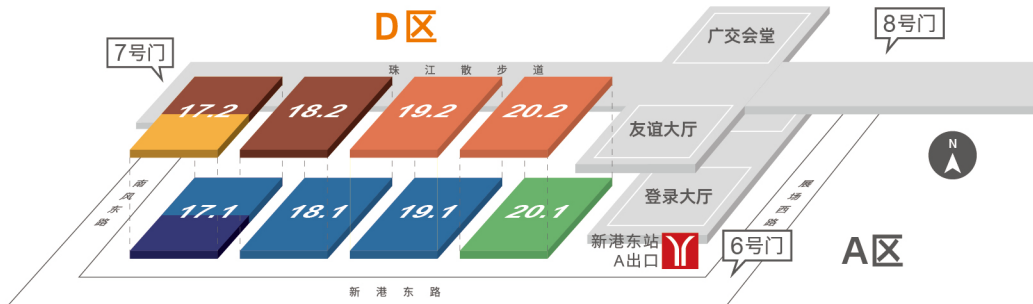 D区
广交会堂
8号门
7号门
珠江散步道
17.2
18.2
19.2
20.2
友谊大厅
N
南风东路
17.1
18.1
19.1
20.1
登录大厅
展场西路
新港东站
A出口
6号门
A区
新港东路